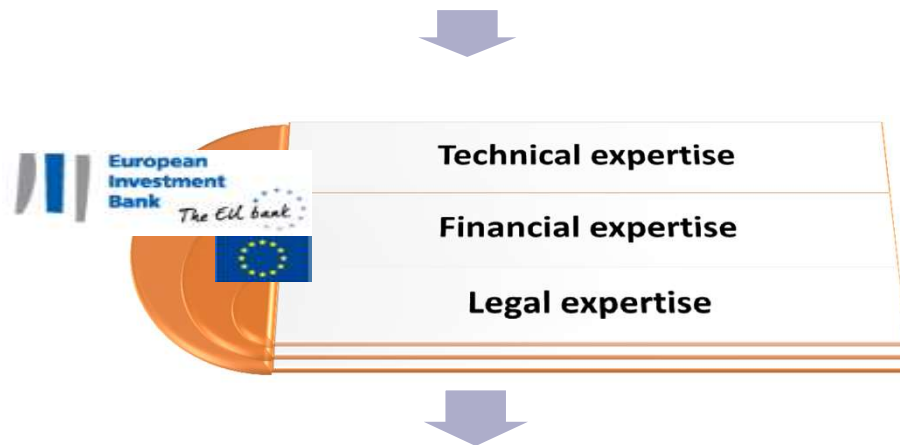 European
Investment
Bank
The EU bank
Technical expertise
Financial expertise
Legal expertise